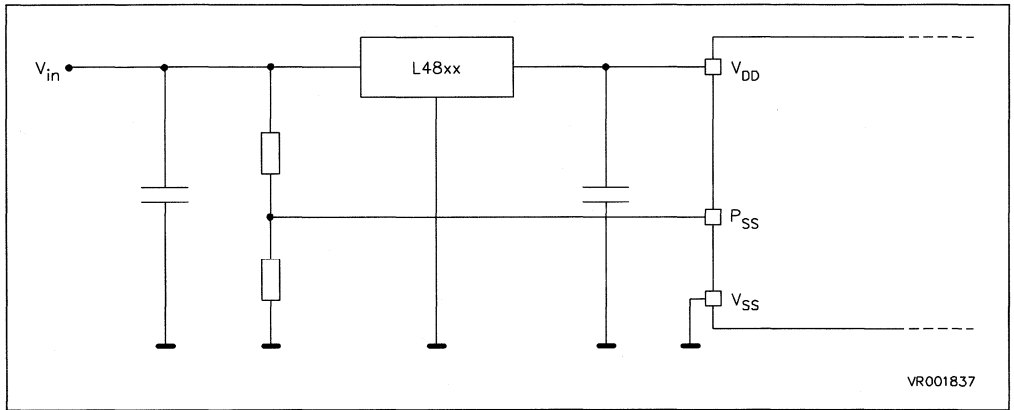 V_in
L48xx
V_DD
P_SS
V_SS
VR001837